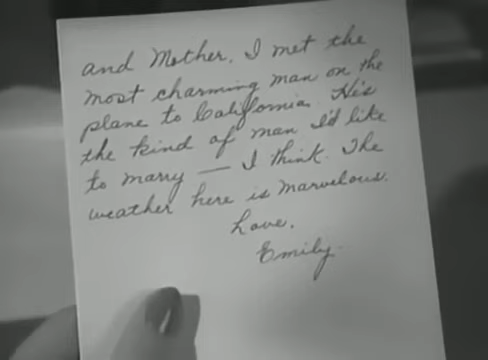 and Mother, I met the
most charming man on the
plane to California. He's
the kind of man I'd like
to marry — I think. The
weather here is marvelous.
Love,
Emily.